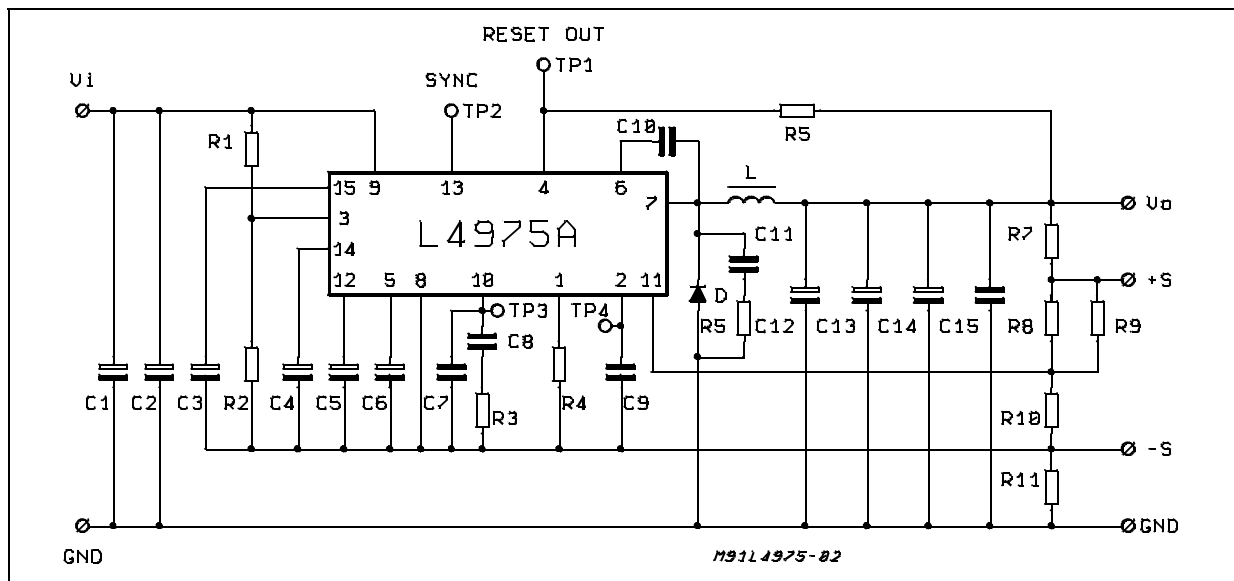 RESET OUT
TP1
Vi
SYNC
TP2
R1
C10
R5
15
9
13
4
6
7
L
Vo
3
L4975A
14
C11
R7
12
5
8
10
1
2
11
+S
TP3
TP4
D
R5
C12
C13
C14
C15
R8
R9
C8
C1
C2
C3
R2
C4
C5
C6
C7
R3
R4
C9
R10
-S
R11
GND
GND
M91L4975-02